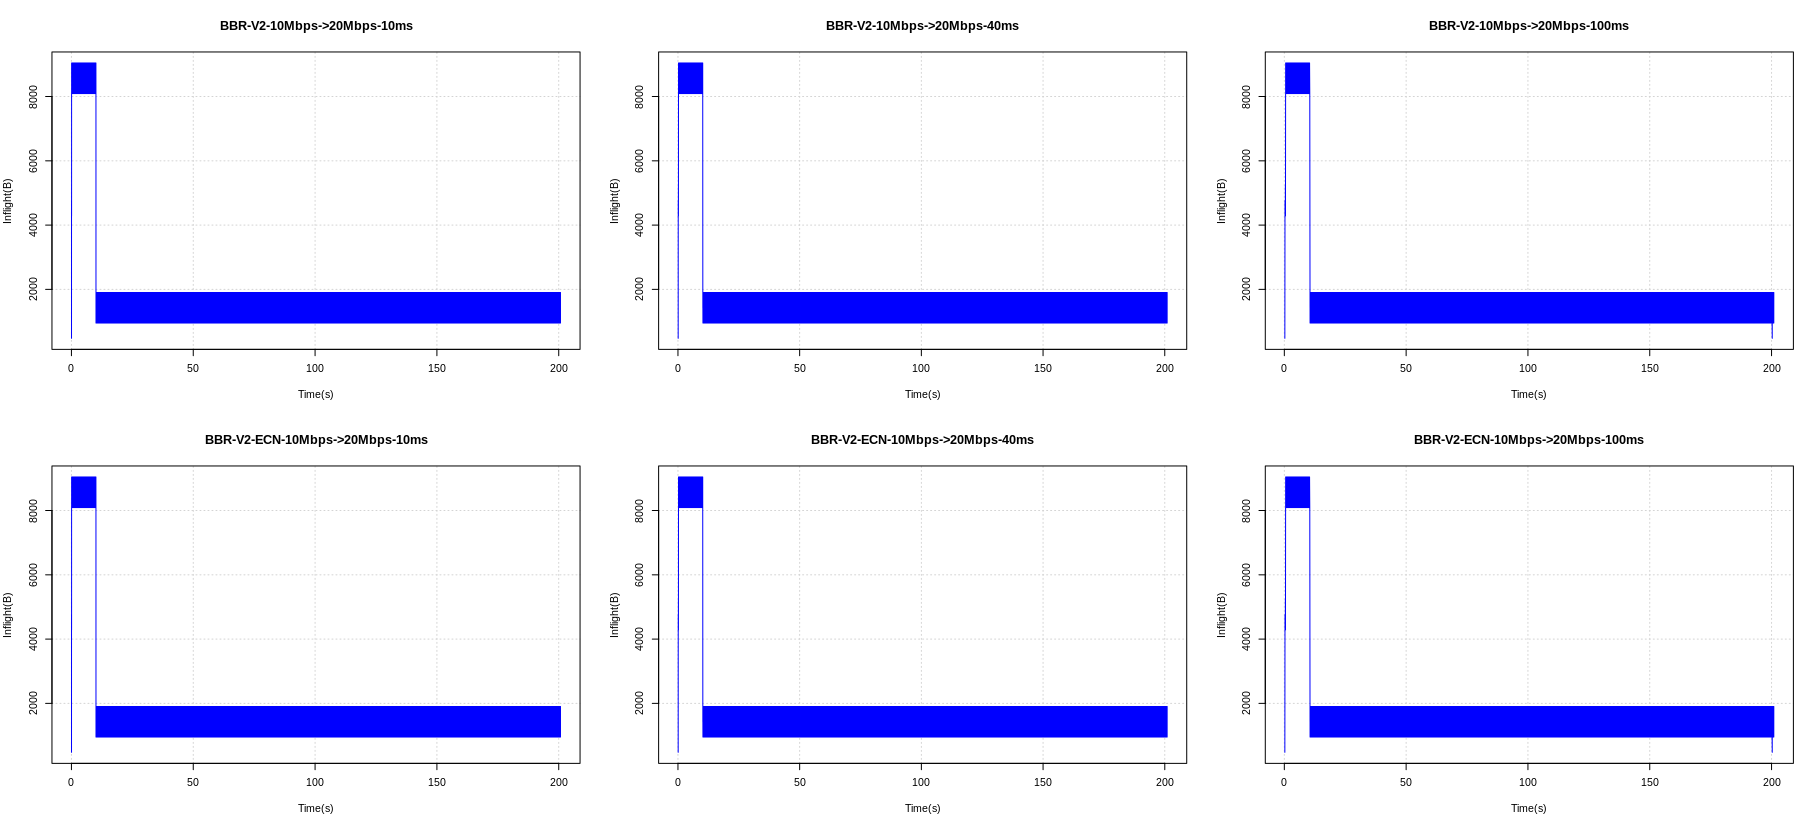 BBR-V2-10Mbps->20Mbps-10ms
Inflight(B)
8000
6000
4000
2000
0 50 100 150 200
Time(s)
BBR-V2-10Mbps->20Mbps-40ms
Inflight(B)
8000
6000
4000
2000
0 50 100 150 200
Time(s)
BBR-V2-10Mbps->20Mbps-100ms
Inflight(B)
8000
6000
4000
2000
0 50 100 150 200
Time(s)
BBR-V2-ECN-10Mbps->20Mbps-10ms
Inflight(B)
8000
6000
4000
2000
0 50 100 150 200
Time(s)
BBR-V2-ECN-10Mbps->20Mbps-40ms
Inflight(B)
8000
6000
4000
2000
0 50 100 150 200
Time(s)
BBR-V2-ECN-10Mbps->20Mbps-100ms
Inflight(B)
8000
6000
4000
2000
0 50 100 150 200
Time(s)